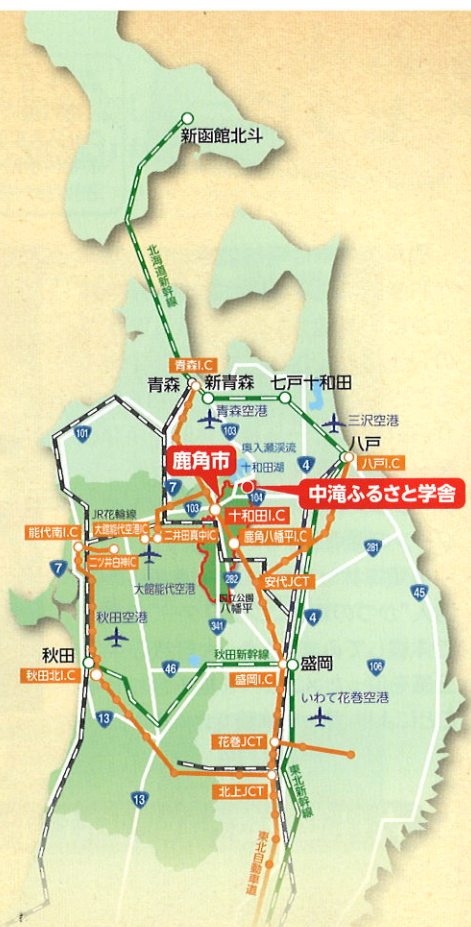 新函館北斗
北海道新幹線
青森I.C
青森
新青森
七戸十和田
青森空港
三沢空港
101
103
奥入瀬渓流
十和田湖
4
八戸
八戸I.C
鹿角市
7
104
中滝ふるさと学舎
103
十和田I.C
JR花輪線
大館能代空港IC
二井田真中IC
鹿角八幡平I.C
能代南I.C
二ツ井白神IC
7
大館能代空港
281
安代JCT
282
国立公園
八幡平
45
秋田空港
341
4
秋田新幹線
秋田
46
盛岡
106
秋田北I.C
盛岡I.C
いわて花巻空港
13
花巻JCT
13
北上JCT
東北新幹線
東北自動車道